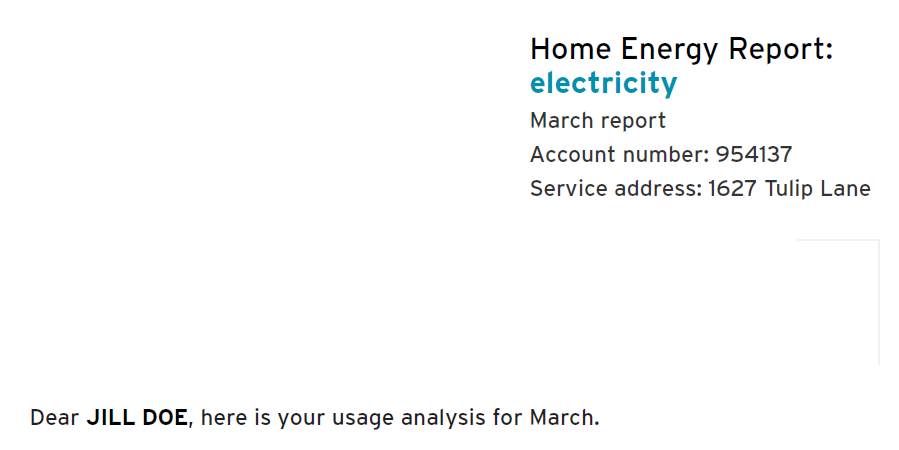 Home Energy Report:
electricity
March report
Account number: 954137
Service address: 1627 Tulip Lane
Dear JILL DOE, here is your usage analysis for March.